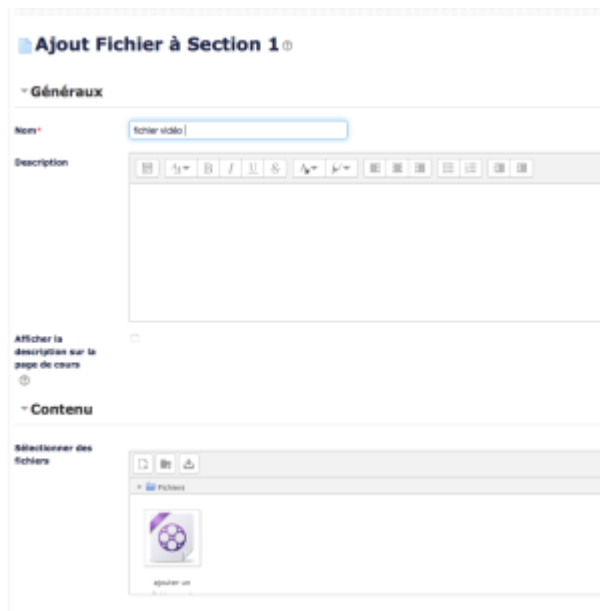 Ajout Fichier à Section 1
Généraux
Nom*
fichier vidéo
Description
Afficher la
description sur la
page de cours
Contenu
Sélectionner des
fichiers
Fichiers
ajouter un